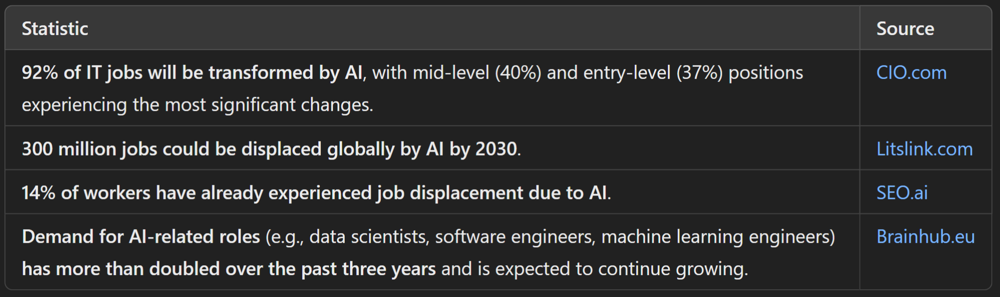 Statistic
Source
92% of IT jobs will be transformed by AI, with mid-level (40%) and entry-level (37%) positions
experiencing the most significant changes.
CIO.com
300 million jobs could be displaced globally by AI by 2030.
Litslink.com
14% of workers have already experienced job displacement due to AI.
SEO.ai
Demand for AI-related roles (e.g., data scientists, software engineers, machine learning engineers)
has more than doubled over the past three years and is expected to continue growing.
Brainhub.eu